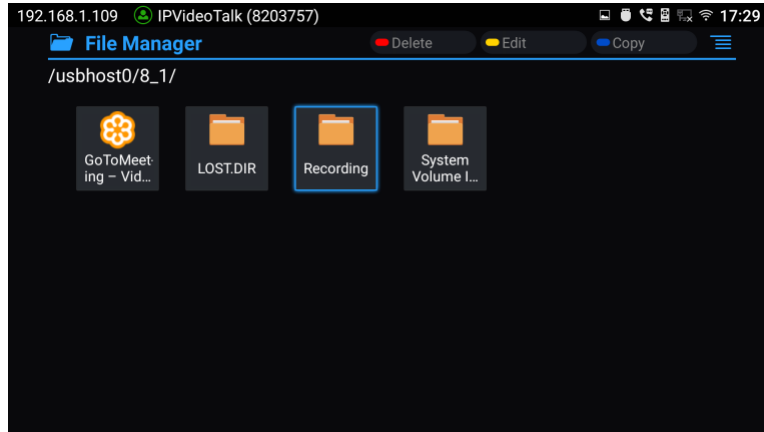 192.168.1.109 IPVideoTalk (8203757) 17:29
File Manager Delete Edit Copy
/usbhost0/8_1/
GoToMeet-
ing – Vid...
LOST.DIR
Recording
System
Volume I...